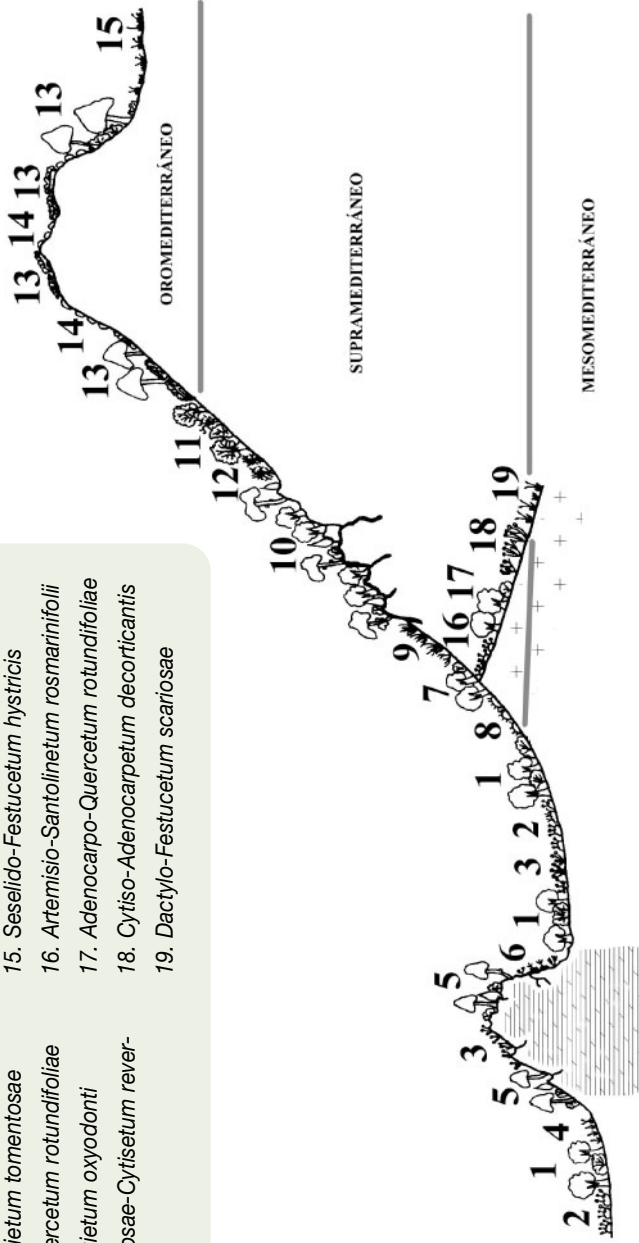 ietum tomentosae
ercetum rotundifoliae
ietum oxyodonti
osae-Cytisetum rever-
15. Seselido-Festucetum hystricis
16. Artemisio-Santolinetum rosmarinifolii
17. Adenocarpo-Quercetum rotundifoliae
18. Cytiso-Adenocarpetum decorticantis
19. Dactylo-Festucetum scariosae
2
1
4
5
3
5
6
1
3
2
1
8
7
9
16
17
18
19
10
12
11
13
14
13
14
13
13
15
OROMEDITERRÁNEO
SUPRAMEDITERRÁNEO
MESOMEDITERRÁNEO